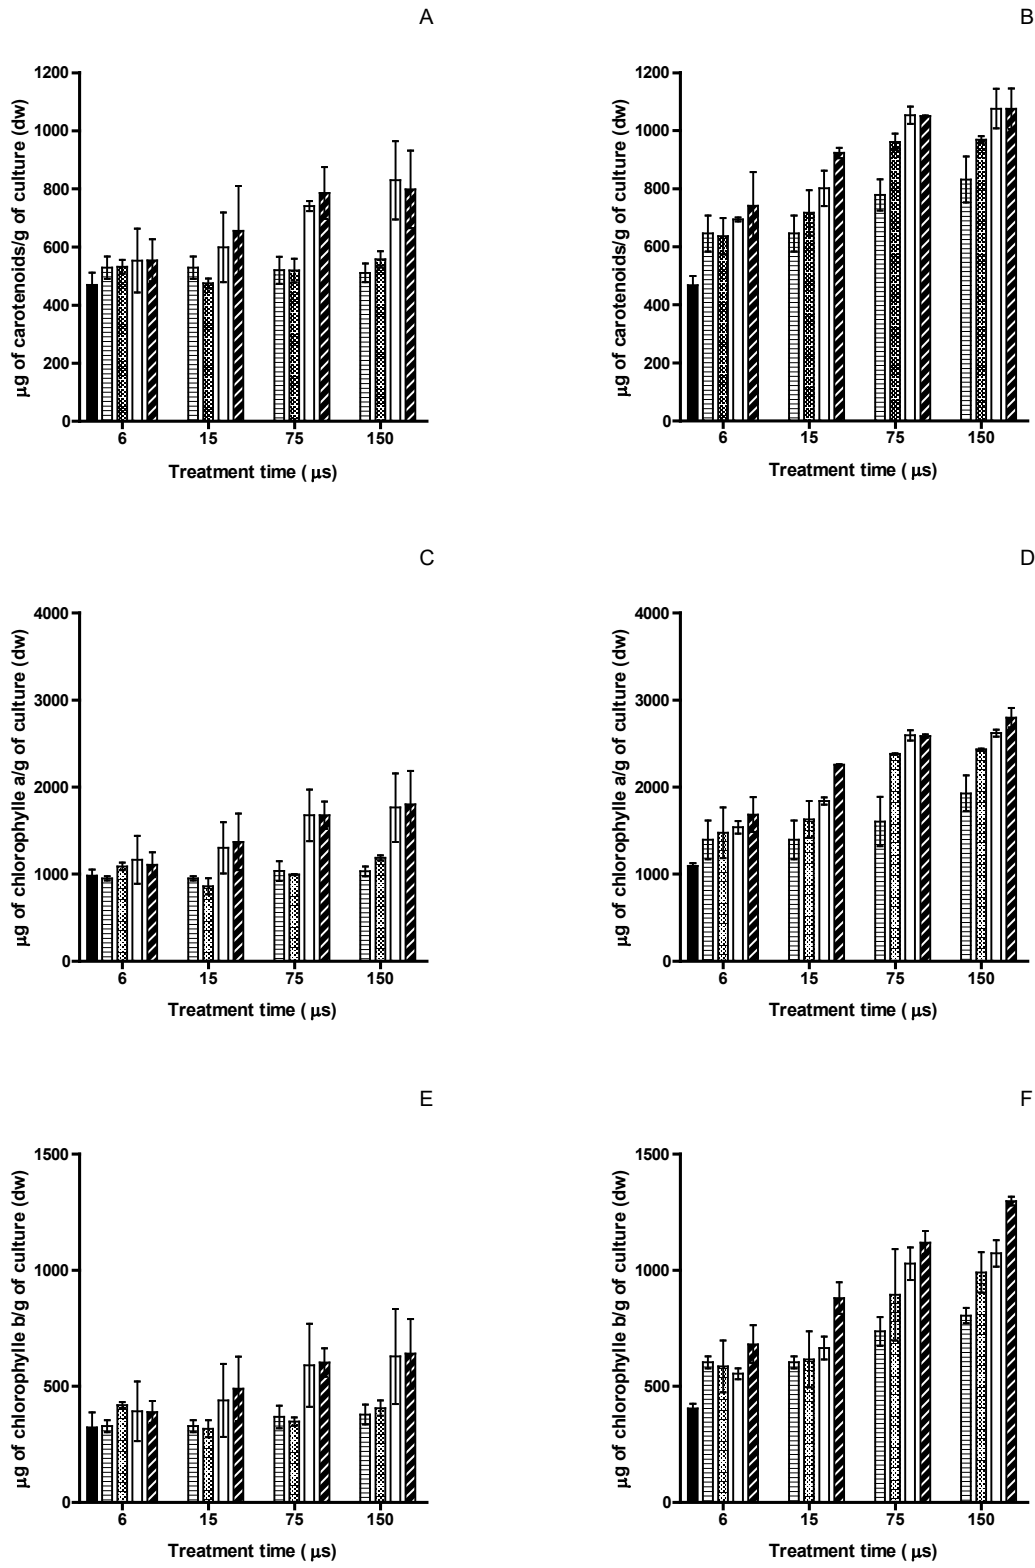 A
1200
1000
800
600
400
200
0
µg of carotenoids/g of culture (dw)
6 15 75 150
Treatment time ( µs)
B
1200
1000
800
600
400
200
0
µg of carotenoids/g of culture (dw)
6 15 75 150
Treatment time ( µs)
C
4000
3000
2000
1000
0
µg of chlorophylle a/g of culture (dw)
6 15 75 150
Treatment time ( µs)
D
4000
3000
2000
1000
0
µg of chlorophylle a/g of culture (dw)
6 15 75 150
Treatment time ( µs)
E
1500
1000
500
0
µg of chlorophylle b/g of culture (dw)
6 15 75 150
Treatment time ( µs)
F
1500
1000
500
0
µg of chlorophylle b/g of culture (dw)
6 15 75 150
Treatment time ( µs)